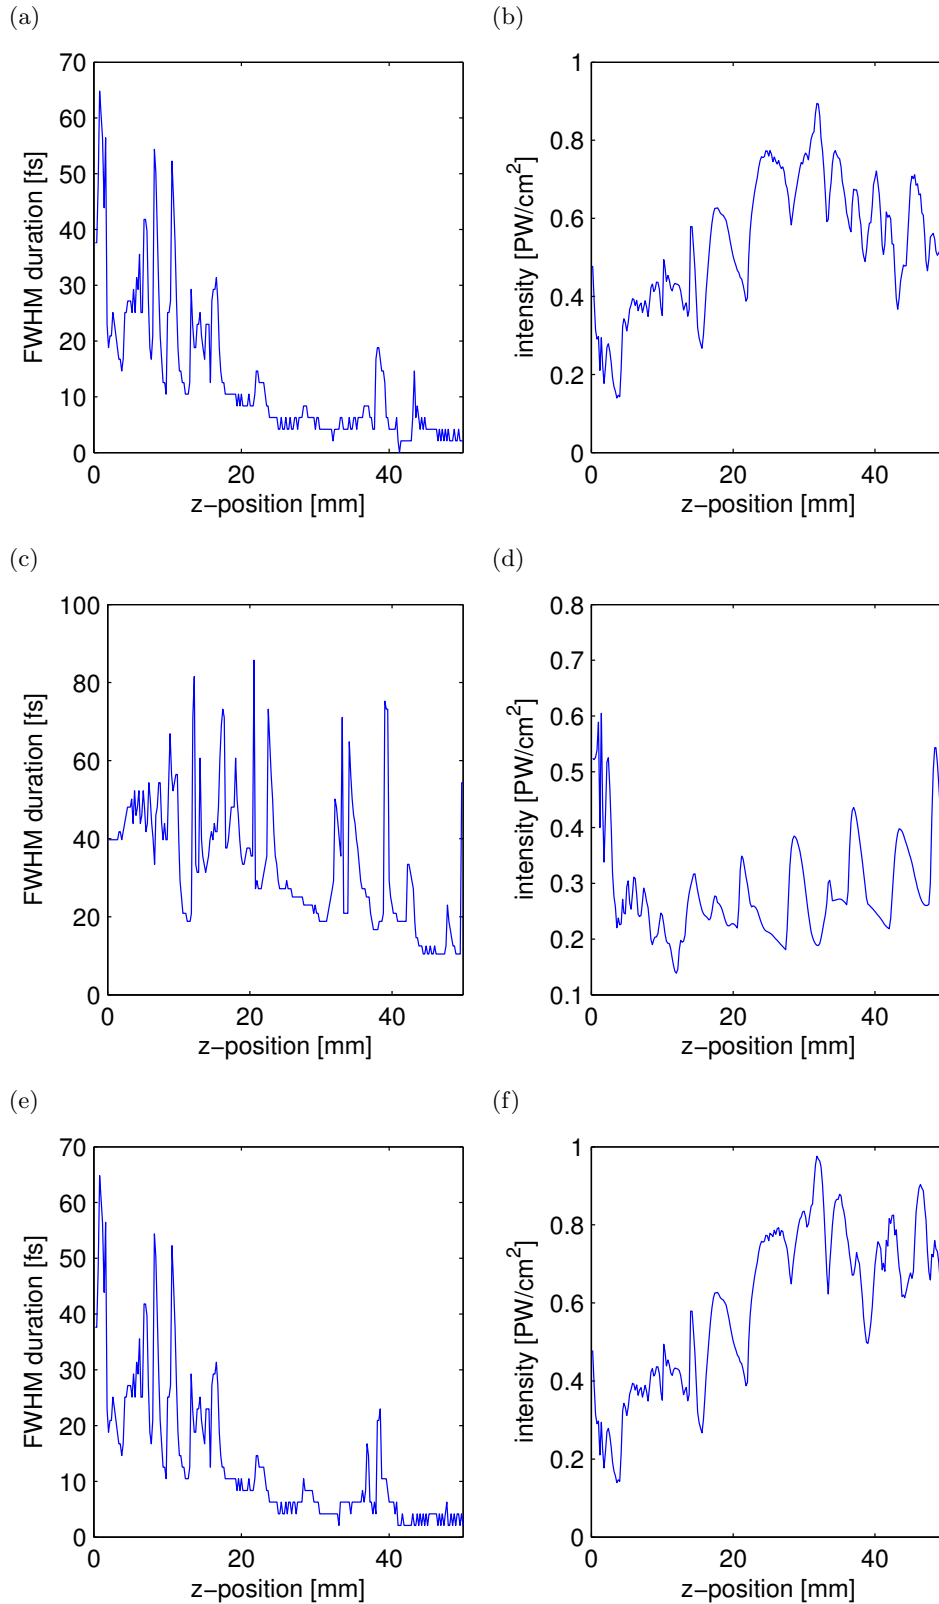 (a) (b)
70
60
50
40
30
20
10
0
0 20 40
FWHM duration [fs]
z−position [mm]
1
0.8
0.6
0.4
0.2
0
0 20 40
intensity [PW/cm²]
z−position [mm]
(c) (d)
100
80
60
40
20
0
0 20 40
FWHM duration [fs]
z−position [mm]
0.8
0.7
0.6
0.5
0.4
0.3
0.2
0.1
0 20 40
intensity [PW/cm²]
z−position [mm]
(e) (f)
70
60
50
40
30
20
10
0
0 20 40
FWHM duration [fs]
z−position [mm]
1
0.8
0.6
0.4
0.2
0
0 20 40
intensity [PW/cm²]
z−position [mm]